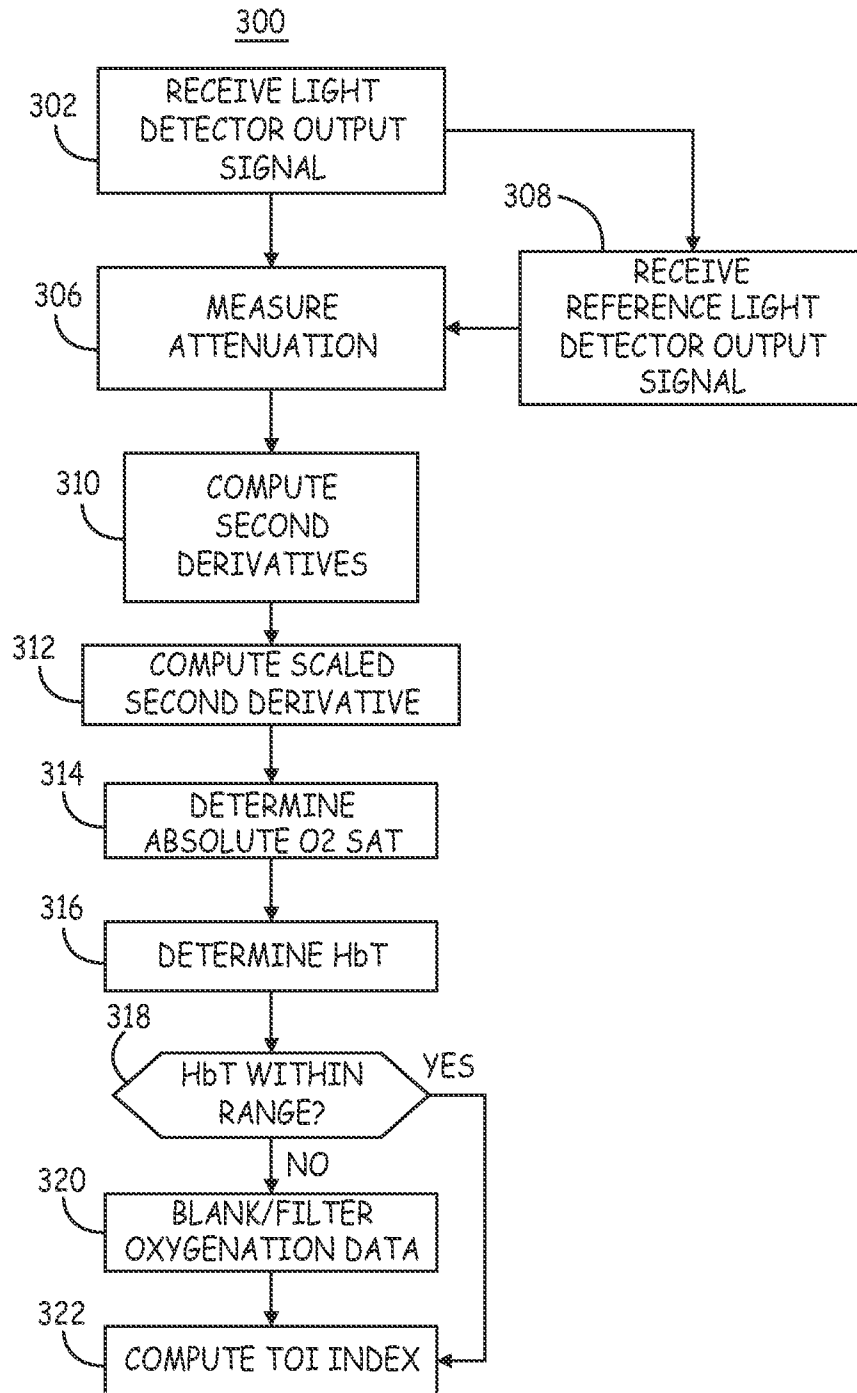 300
302
RECEIVE LIGHT
DETECTOR OUTPUT
SIGNAL
308
RECEIVE
REFERENCE LIGHT
DETECTOR OUTPUT
SIGNAL
306
MEASURE
ATTENUATION
310
COMPUTE
SECOND
DERIVATIVES
312
COMPUTE SCALED
SECOND DERIVATIVE
314
DETERMINE
ABSOLUTE O2 SAT
316
DETERMINE HbT
318
HbT WITHIN
RANGE?
YES
NO
320
BLANK/FILTER
OXYGENATION DATA
322
COMPUTE TOI INDEX